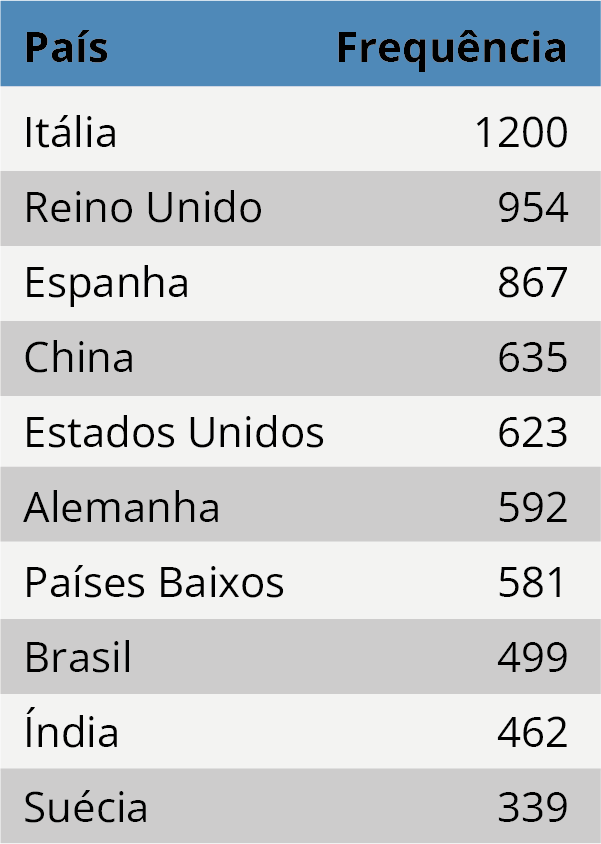 País Frequência
Itália 1200
Reino Unido 954
Espanha 867
China 635
Estados Unidos 623
Alemanha 592
Países Baixos 581
Brasil 499
Índia 462
Suécia 339